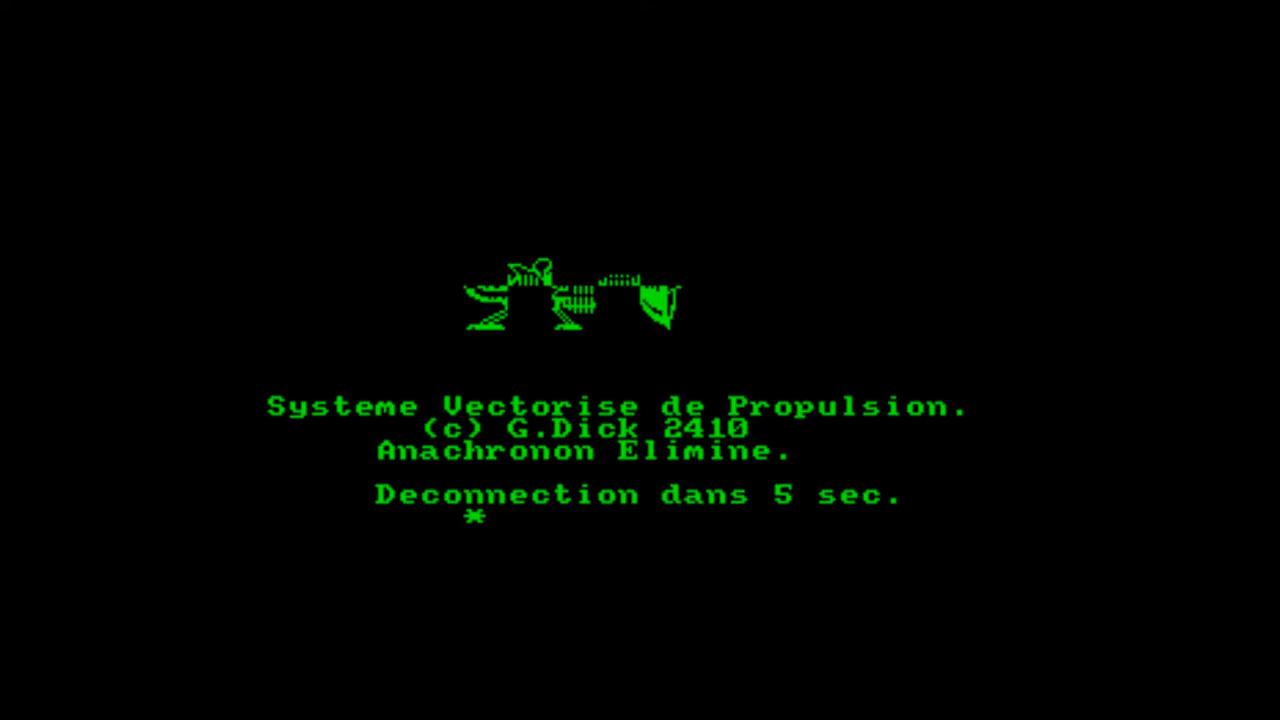 Systeme Vectorise de Propulsion.
(c) G.Dick 2410
Anachronon Elimine.
Deconnection dans 5 sec.
*